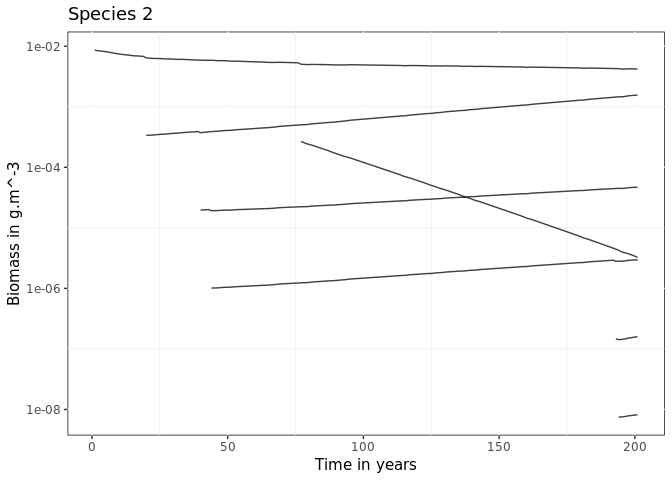 Species 2
1e-02
1e-04
1e-06
1e-08
Biomass in g.m^-3
0 50 100 150 200
Time in years